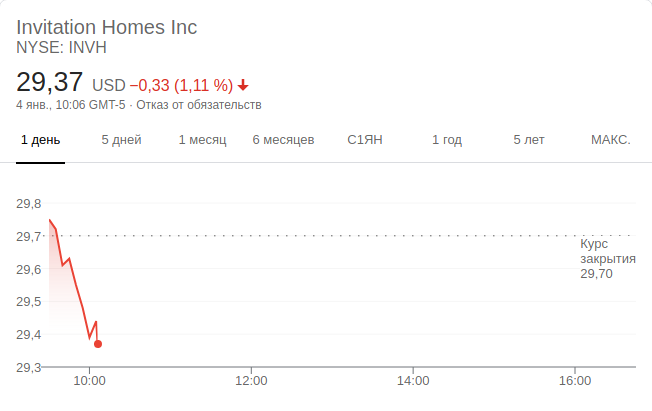 Invitation Homes Inc
NYSE: INVH
29,37 USD −0,33 (1,11 %)
4 янв., 10:06 GMT-5 · Отказ от обязательств
1 день 5 дней 1 месяц 6 месяцев С1ЯН 1 год 5 лет МАКС.
29,8
29,7
Курс
закрытия
29,70
29,6
29,5
29,4
29,3
10:00 12:00 14:00 16:00